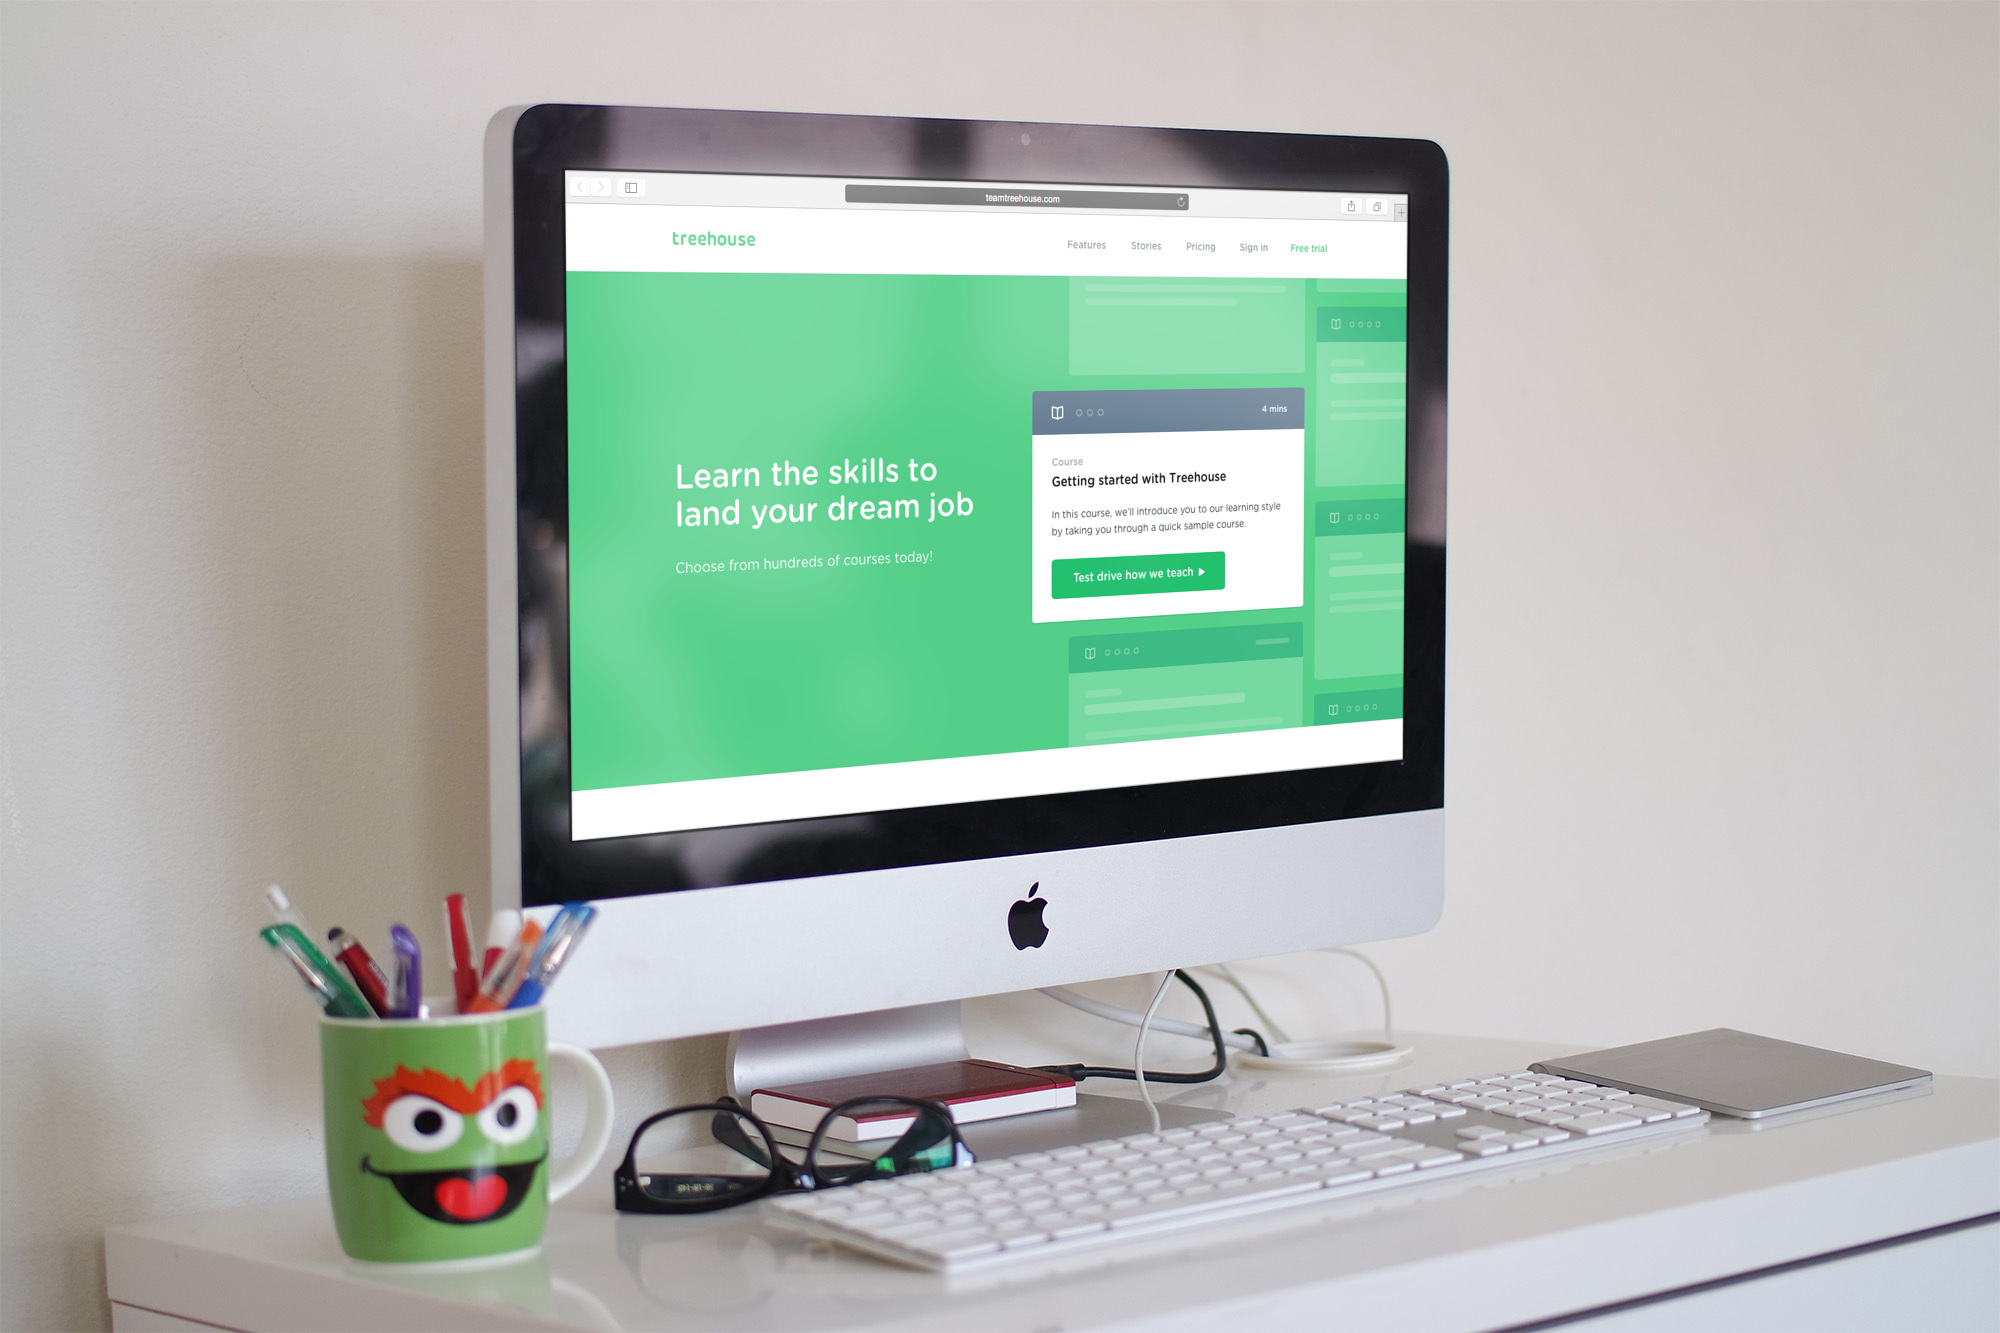 teamtreehouse.com
treehouse
Features
Stories
Pricing
Sign in
Free trial
Learn the skills to
land your dream job
Choose from hundreds of courses today!
4 mins
Course
Getting started with Treehouse
In this course, we'll introduce you to our learning style
by taking you through a quick sample course.
Test drive how we teach